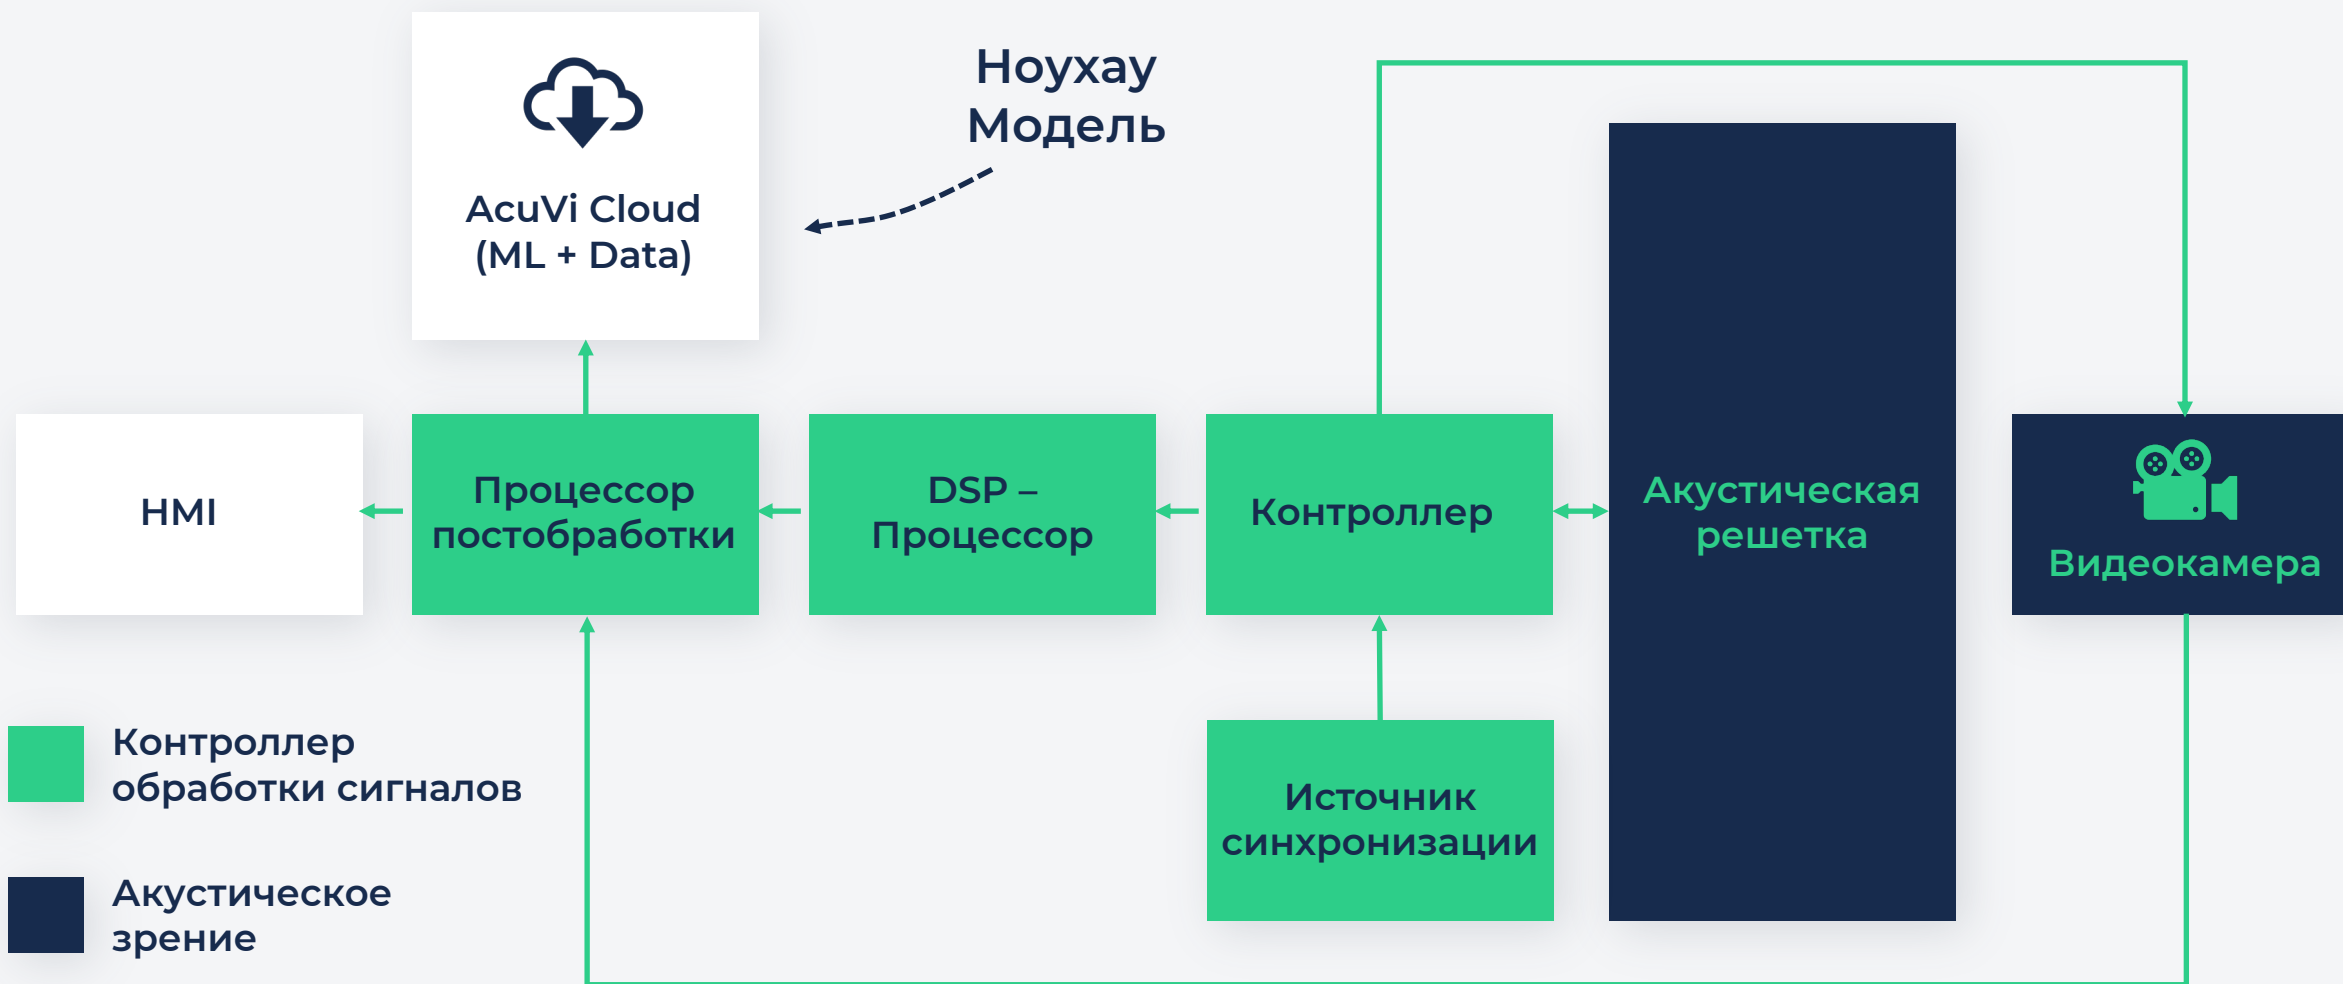 Ноухау
Модель
AcuVi Cloud
(ML + Data)
HMI
Процессор
постобработки
DSP –
Процессор
Контроллер
Акустическая
решетка
Видеокамера
Источник
синхронизации
Контроллер
обработки сигналов
Акустическое
зрение